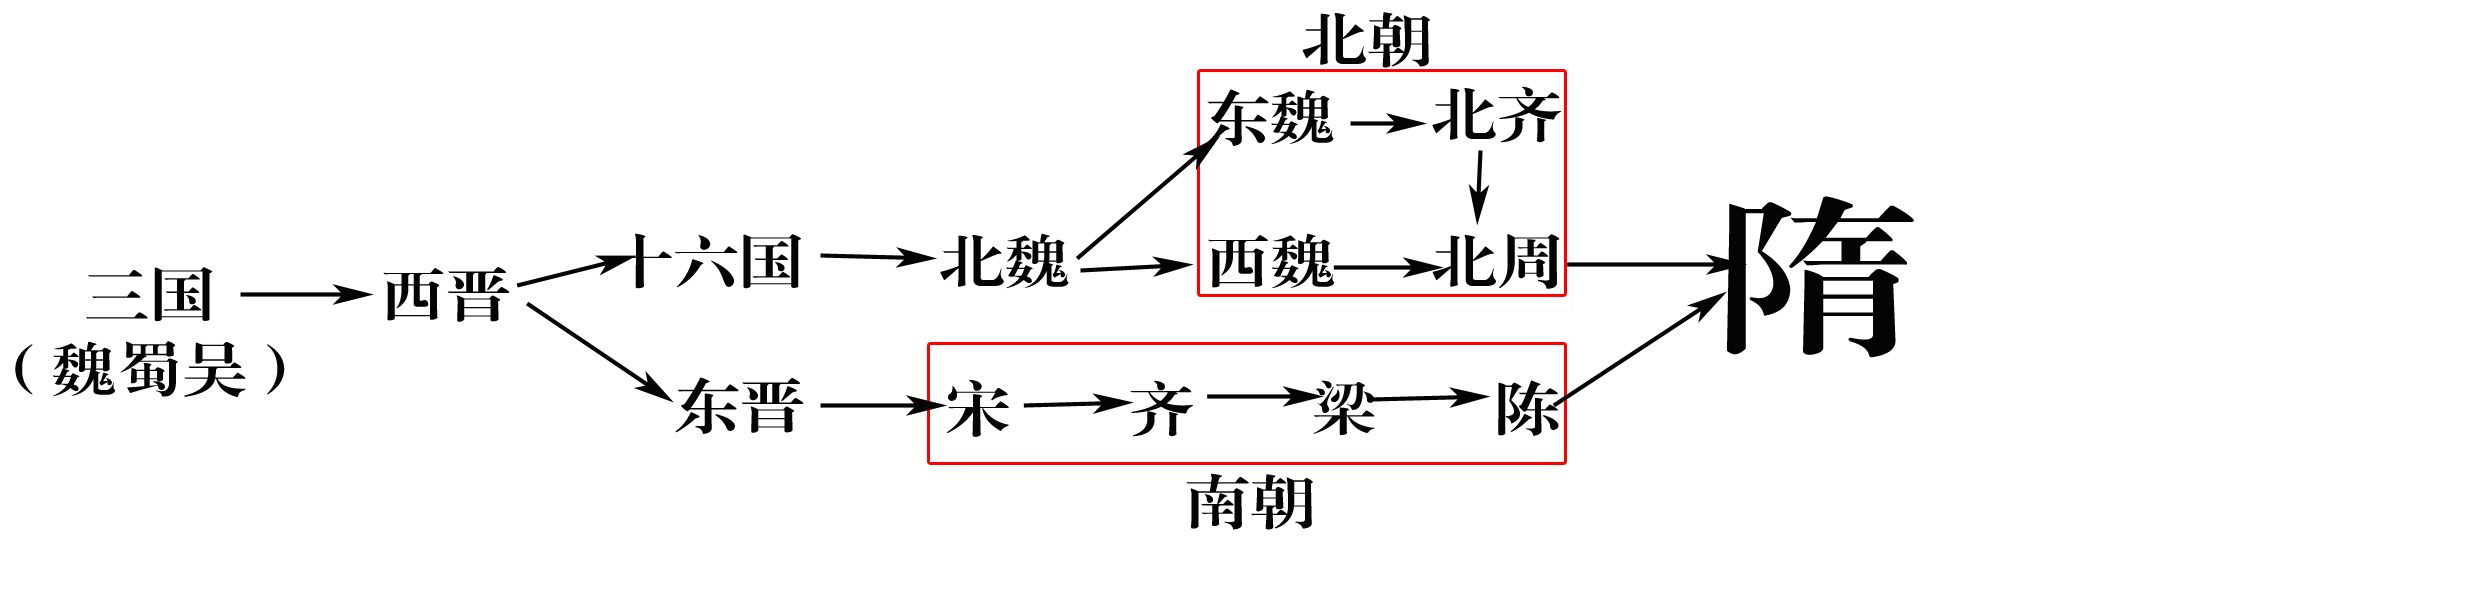 北朝
东魏 北齐
十六国 北魏 西魏 北周
三国 西晋 隋
（魏蜀吴）
东晋 宋 齐 梁 陈
南朝